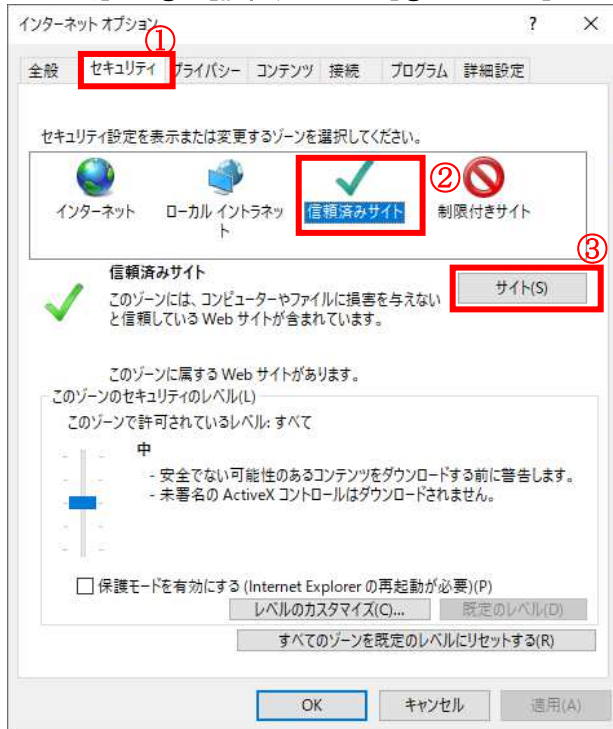 インターネット オプション ? ×
①
全般 セキュリティ プライバシー コンテンツ 接続 プログラム 詳細設定
セキュリティ設定を表示または変更するゾーンを選択してください。
②
インターネット ローカル イントラネット 信頼済みサイト 制限付きサイト
③
信頼済みサイト
サイト(S)
このゾーンには、コンピューターやファイルに損害を与えない
と信頼している Web サイトが含まれています。
このゾーンに属する Web サイトがあります。
このゾーンのセキュリティのレベル(L)
このゾーンで許可されているレベル: すべて
中
- 安全でない可能性のあるコンテンツをダウンロードする前に警告します。
- 未署名の ActiveX コントロールはダウンロードされません。
保護モードを有効にする (Internet Explorer の再起動が必要)(P)
レベルのカスタマイズ(C)... 既定のレベル(D)
すべてのゾーンを既定のレベルにリセットする(R)
OK キャンセル 適用(A)